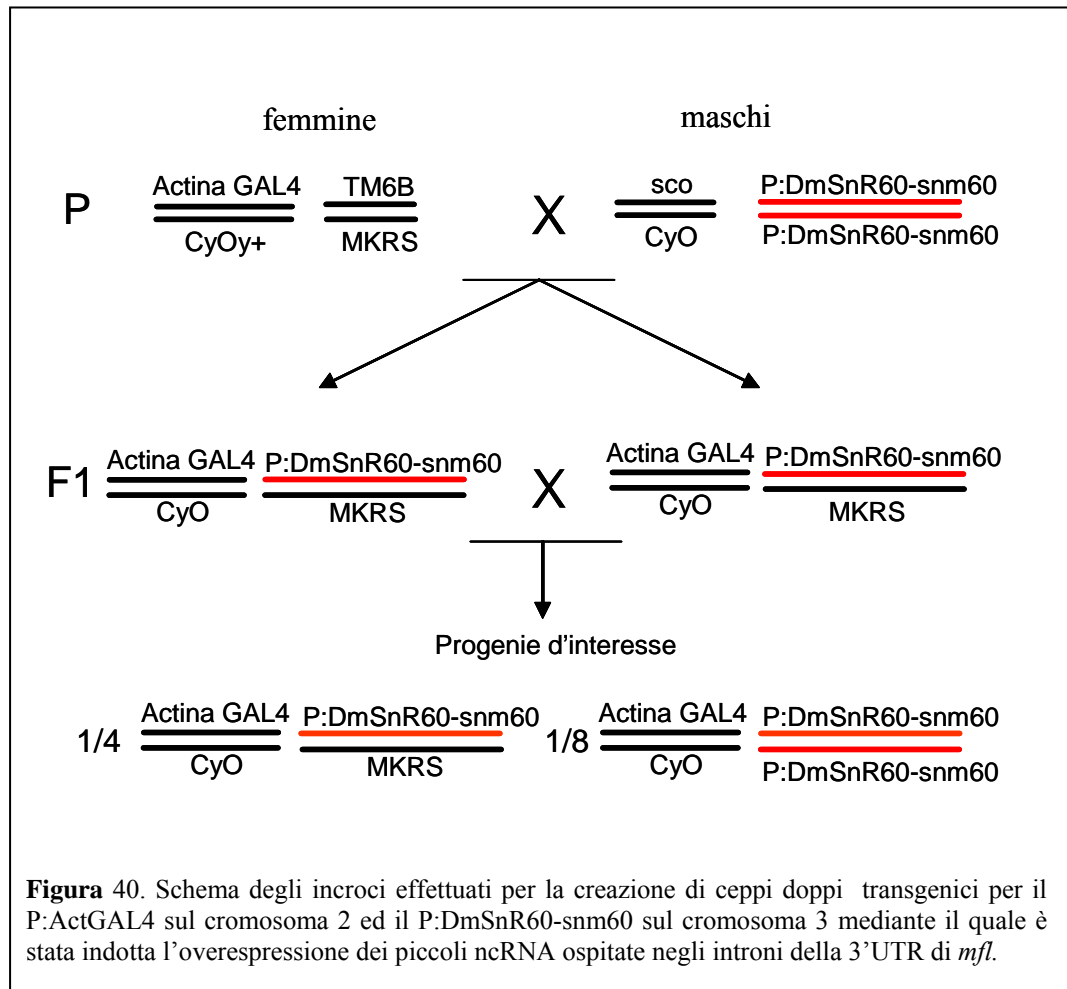 femmine
maschi
P
Actina GAL4
TM6B
X
sco
P:DmSnR60-snm60
CyOy+
MKRS
CyO
P:DmSnR60-snm60
F1
Actina GAL4
P:DmSnR60-snm60
X
Actina GAL4
P:DmSnR60-snm60
CyO
MKRS
CyO
MKRS
Progenie d'interesse
1/4
Actina GAL4
P:DmSnR60-snm60
1/8
Actina GAL4
P:DmSnR60-snm60
CyO
MKRS
CyO
P:DmSnR60-snm60
Figura 40. Schema degli incroci effettuati per la creazione di ceppi doppi transgenici per il
P:ActGAL4 sul cromosoma 2 ed il P:DmSnR60-snm60 sul cromosoma 3 mediante il quale è
stata indotta l'overespressione dei piccoli ncRNA ospitate negli introni della 3'UTR di mfl.